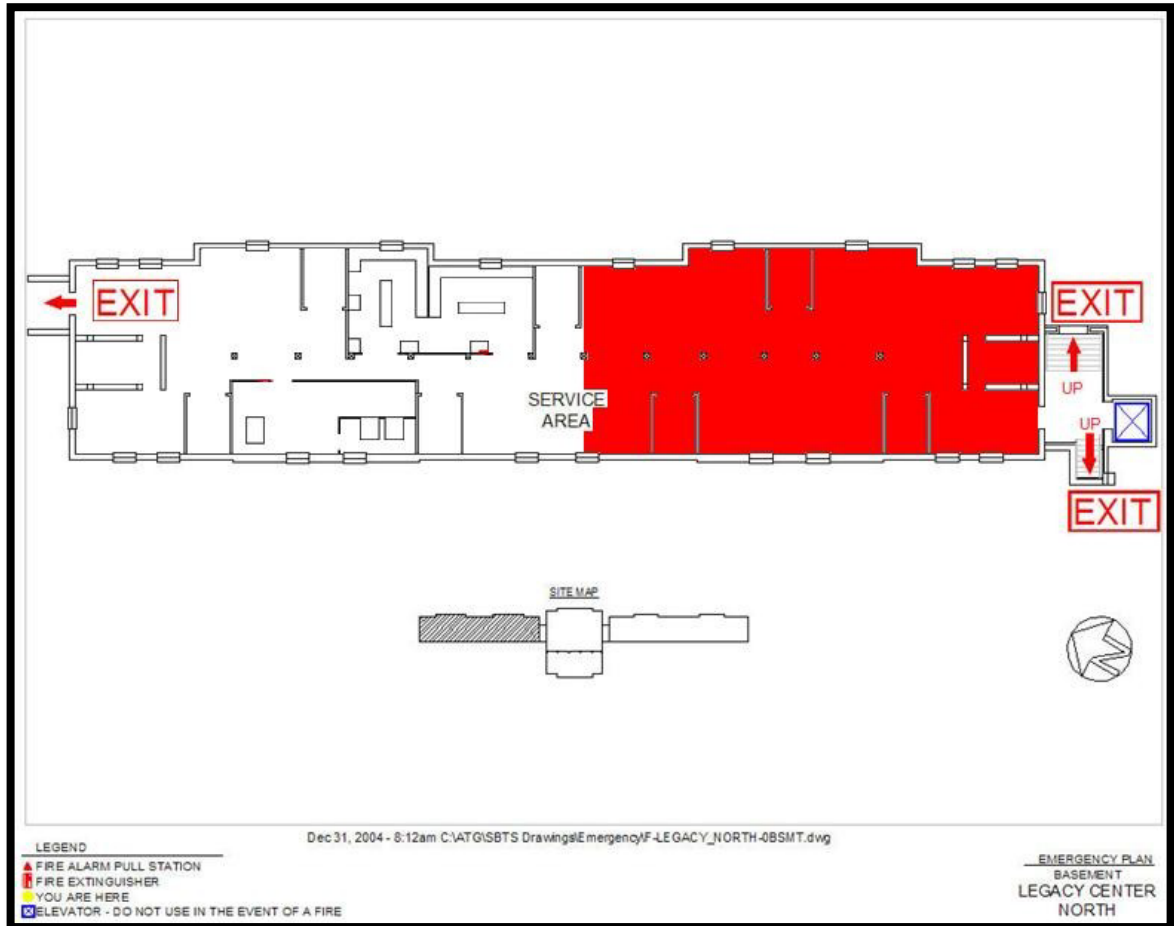 EXIT
EXIT
UP
SERVICE
AREA
UP
EXIT
SITE MAP
Dec 31, 2004 - 8:12am C:\ATG\SBTS Drawings\Emergency\F-LEGACY_NORTH-0BSMT.dwg
LEGEND
FIRE ALARM PULL STATION
FIRE EXTINGUISHER
YOU ARE HERE
ELEVATOR - DO NOT USE IN THE EVENT OF A FIRE
EMERGENCY PLAN
BASEMENT
LEGACY CENTER
NORTH